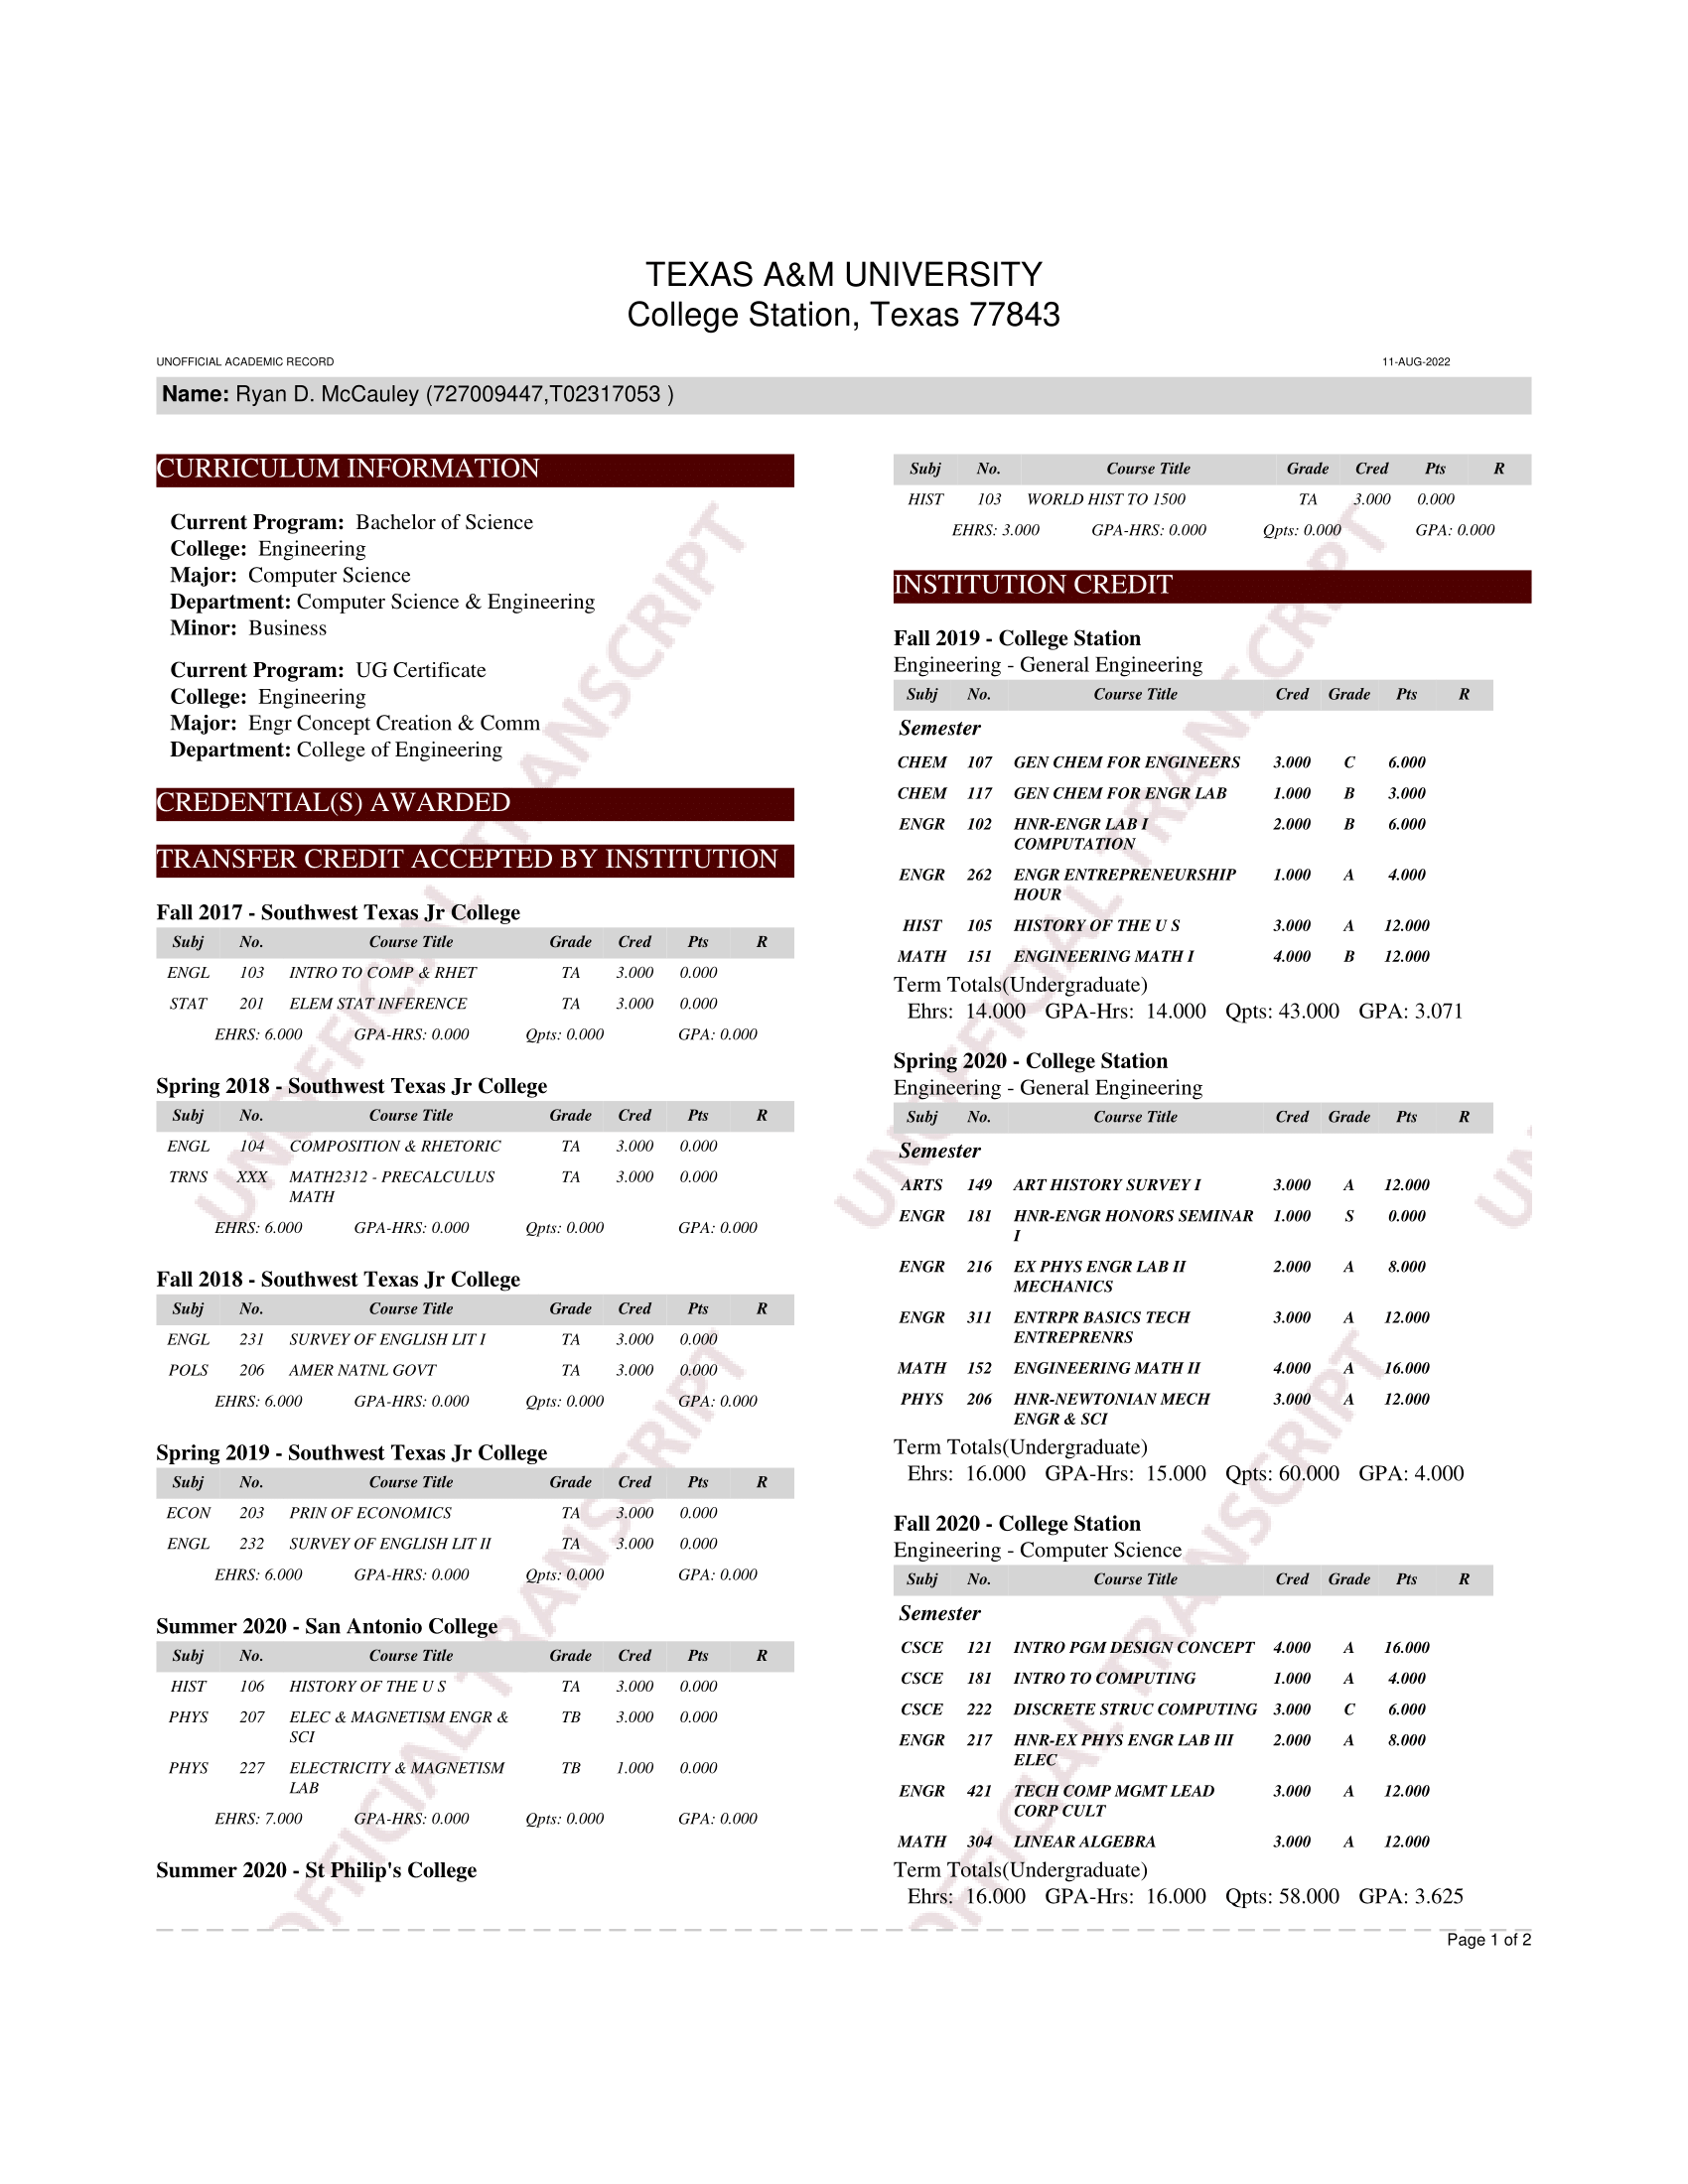 TEXAS A&M UNIVERSITY
College Station, Texas 77843
UNOFFICIAL ACADEMIC RECORD 11-AUG-2022
Name: Ryan D. McCauley (727009447,T02317053 )
CURRICULUM INFORMATION
Current Program: Bachelor of Science
College: Engineering
Major: Computer Science
Department: Computer Science & Engineering
Minor: Business
Current Program: UG Certificate
College: Engineering
Major: Engr Concept Creation & Comm
Department: College of Engineering
CREDENTIAL(S) AWARDED
TRANSFER CREDIT ACCEPTED BY INSTITUTION
Fall 2017 - Southwest Texas Jr College
Subj No. Course Title Grade Cred Pts R
ENGL 103 INTRO TO COMP & RHET TA 3.000 0.000
STAT 201 ELEM STAT INFERENCE TA 3.000 0.000
EHRS: 6.000 GPA-HRS: 0.000 Qpts: 0.000 GPA: 0.000
Spring 2018 - Southwest Texas Jr College
Subj No. Course Title Grade Cred Pts R
ENGL 104 COMPOSITION & RHETORIC TA 3.000 0.000
TRNS XXX MATH2312 - PRECALCULUS TA 3.000 0.000
MATH
EHRS: 6.000 GPA-HRS: 0.000 Qpts: 0.000 GPA: 0.000
Fall 2018 - Southwest Texas Jr College
Subj No. Course Title Grade Cred Pts R
ENGL 231 SURVEY OF ENGLISH LIT I TA 3.000 0.000
POLS 206 AMER NATNL GOVT TA 3.000 0.000
EHRS: 6.000 GPA-HRS: 0.000 Qpts: 0.000 GPA: 0.000
Spring 2019 - Southwest Texas Jr College
Subj No. Course Title Grade Cred Pts R
ECON 203 PRIN OF ECONOMICS TA 3.000 0.000
ENGL 232 SURVEY OF ENGLISH LIT II TA 3.000 0.000
EHRS: 6.000 GPA-HRS: 0.000 Qpts: 0.000 GPA: 0.000
Summer 2020 - San Antonio College
Subj No. Course Title Grade Cred Pts R
HIST 106 HISTORY OF THE U S TA 3.000 0.000
PHYS 207 ELEC & MAGNETISM ENGR & TB 3.000 0.000
SCI
PHYS 227 ELECTRICITY & MAGNETISM TB 1.000 0.000
LAB
EHRS: 7.000 GPA-HRS: 0.000 Qpts: 0.000 GPA: 0.000
Summer 2020 - St Philip's College
Subj No. Course Title Grade Cred Pts R
HIST 103 WORLD HIST TO 1500 TA 3.000 0.000
EHRS: 3.000 GPA-HRS: 0.000 Qpts: 0.000 GPA: 0.000
INSTITUTION CREDIT
Fall 2019 - College Station
Engineering - General Engineering
Subj No. Course Title Cred Grade Pts R
Semester
CHEM 107 GEN CHEM FOR ENGINEERS 3.000 C 6.000
CHEM 117 GEN CHEM FOR ENGR LAB 1.000 B 3.000
ENGR 102 HNR-ENGR LAB I 2.000 B 6.000
COMPUTATION
ENGR 262 ENGR ENTREPRENEURSHIP 1.000 A 4.000
HOUR
HIST 105 HISTORY OF THE U S 3.000 A 12.000
MATH 151 ENGINEERING MATH I 4.000 B 12.000
Term Totals(Undergraduate)
Ehrs: 14.000 GPA-Hrs: 14.000 Qpts: 43.000 GPA: 3.071
Spring 2020 - College Station
Engineering - General Engineering
Subj No. Course Title Cred Grade Pts R
Semester
ARTS 149 ART HISTORY SURVEY I 3.000 A 12.000
ENGR 181 HNR-ENGR HONORS SEMINAR 1.000 S 0.000
I
ENGR 216 EX PHYS ENGR LAB II 2.000 A 8.000
MECHANICS
ENGR 311 ENTRPR BASICS TECH 3.000 A 12.000
ENTREPRENRS
MATH 152 ENGINEERING MATH II 4.000 A 16.000
PHYS 206 HNR-NEWTONIAN MECH 3.000 A 12.000
ENGR & SCI
Term Totals(Undergraduate)
Ehrs: 16.000 GPA-Hrs: 15.000 Qpts: 60.000 GPA: 4.000
Fall 2020 - College Station
Engineering - Computer Science
Subj No. Course Title Cred Grade Pts R
Semester
CSCE 121 INTRO PGM DESIGN CONCEPT 4.000 A 16.000
CSCE 181 INTRO TO COMPUTING 1.000 A 4.000
CSCE 222 DISCRETE STRUC COMPUTING 3.000 C 6.000
ENGR 217 HNR-EX PHYS ENGR LAB III 2.000 A 8.000
ELEC
ENGR 421 TECH COMP MGMT LEAD 3.000 A 12.000
CORP CULT
MATH 304 LINEAR ALGEBRA 3.000 A 12.000
Term Totals(Undergraduate)
Ehrs: 16.000 GPA-Hrs: 16.000 Qpts: 58.000 GPA: 3.625
Page 1 of 2
UNOFFICIAL TRANSCRIPT
UNOFFICIAL TRANSCRIPT
OFFICIAL TRANSCRIPT
OFFICIAL TRANSCRIPT
UN